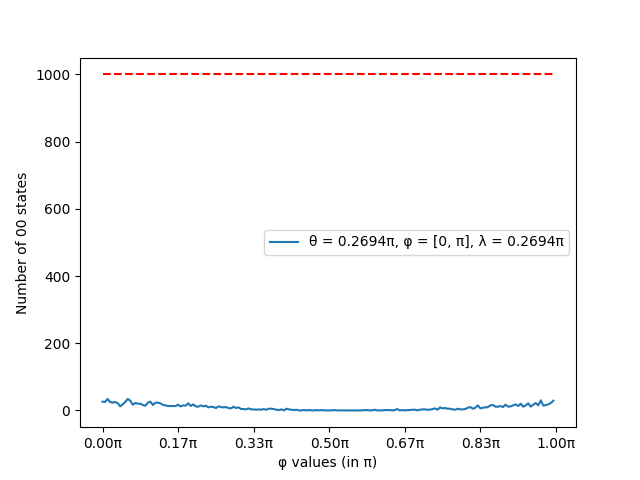 1000
800
600
400
200
0
Number of 00 states
θ = 0.2694π, φ = [0, π], λ = 0.2694π
0.00π 0.17π 0.33π 0.50π 0.67π 0.83π 1.00π
φ values (in π)